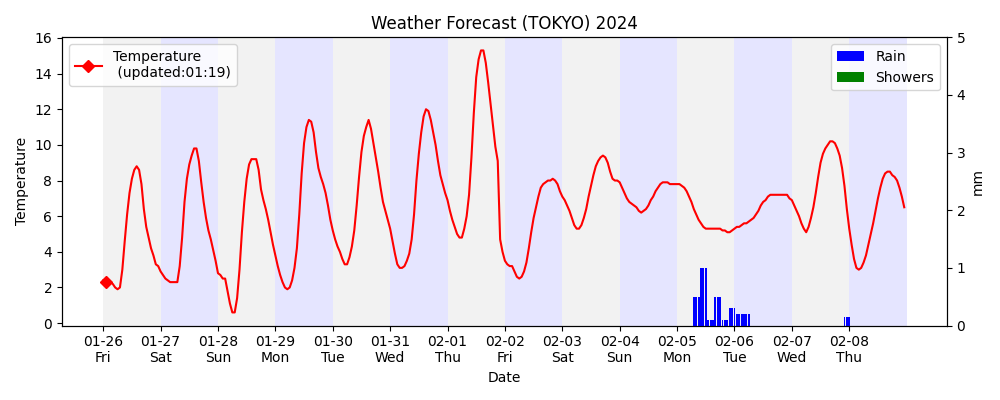 Weather Forecast (TOKYO) 2024
Temperature
(updated:01:19)
Rain
Showers
Temperature
mm
16
14
12
10
8
6
4
2
0
5
4
3
2
1
0
01-26 01-27 01-28 01-29 01-30 01-31 02-01 02-02 02-03 02-04 02-05 02-06 02-07 02-08
Fri Sat Sun Mon Tue Wed Thu Fri Sat Sun Mon Tue Wed Thu
Date